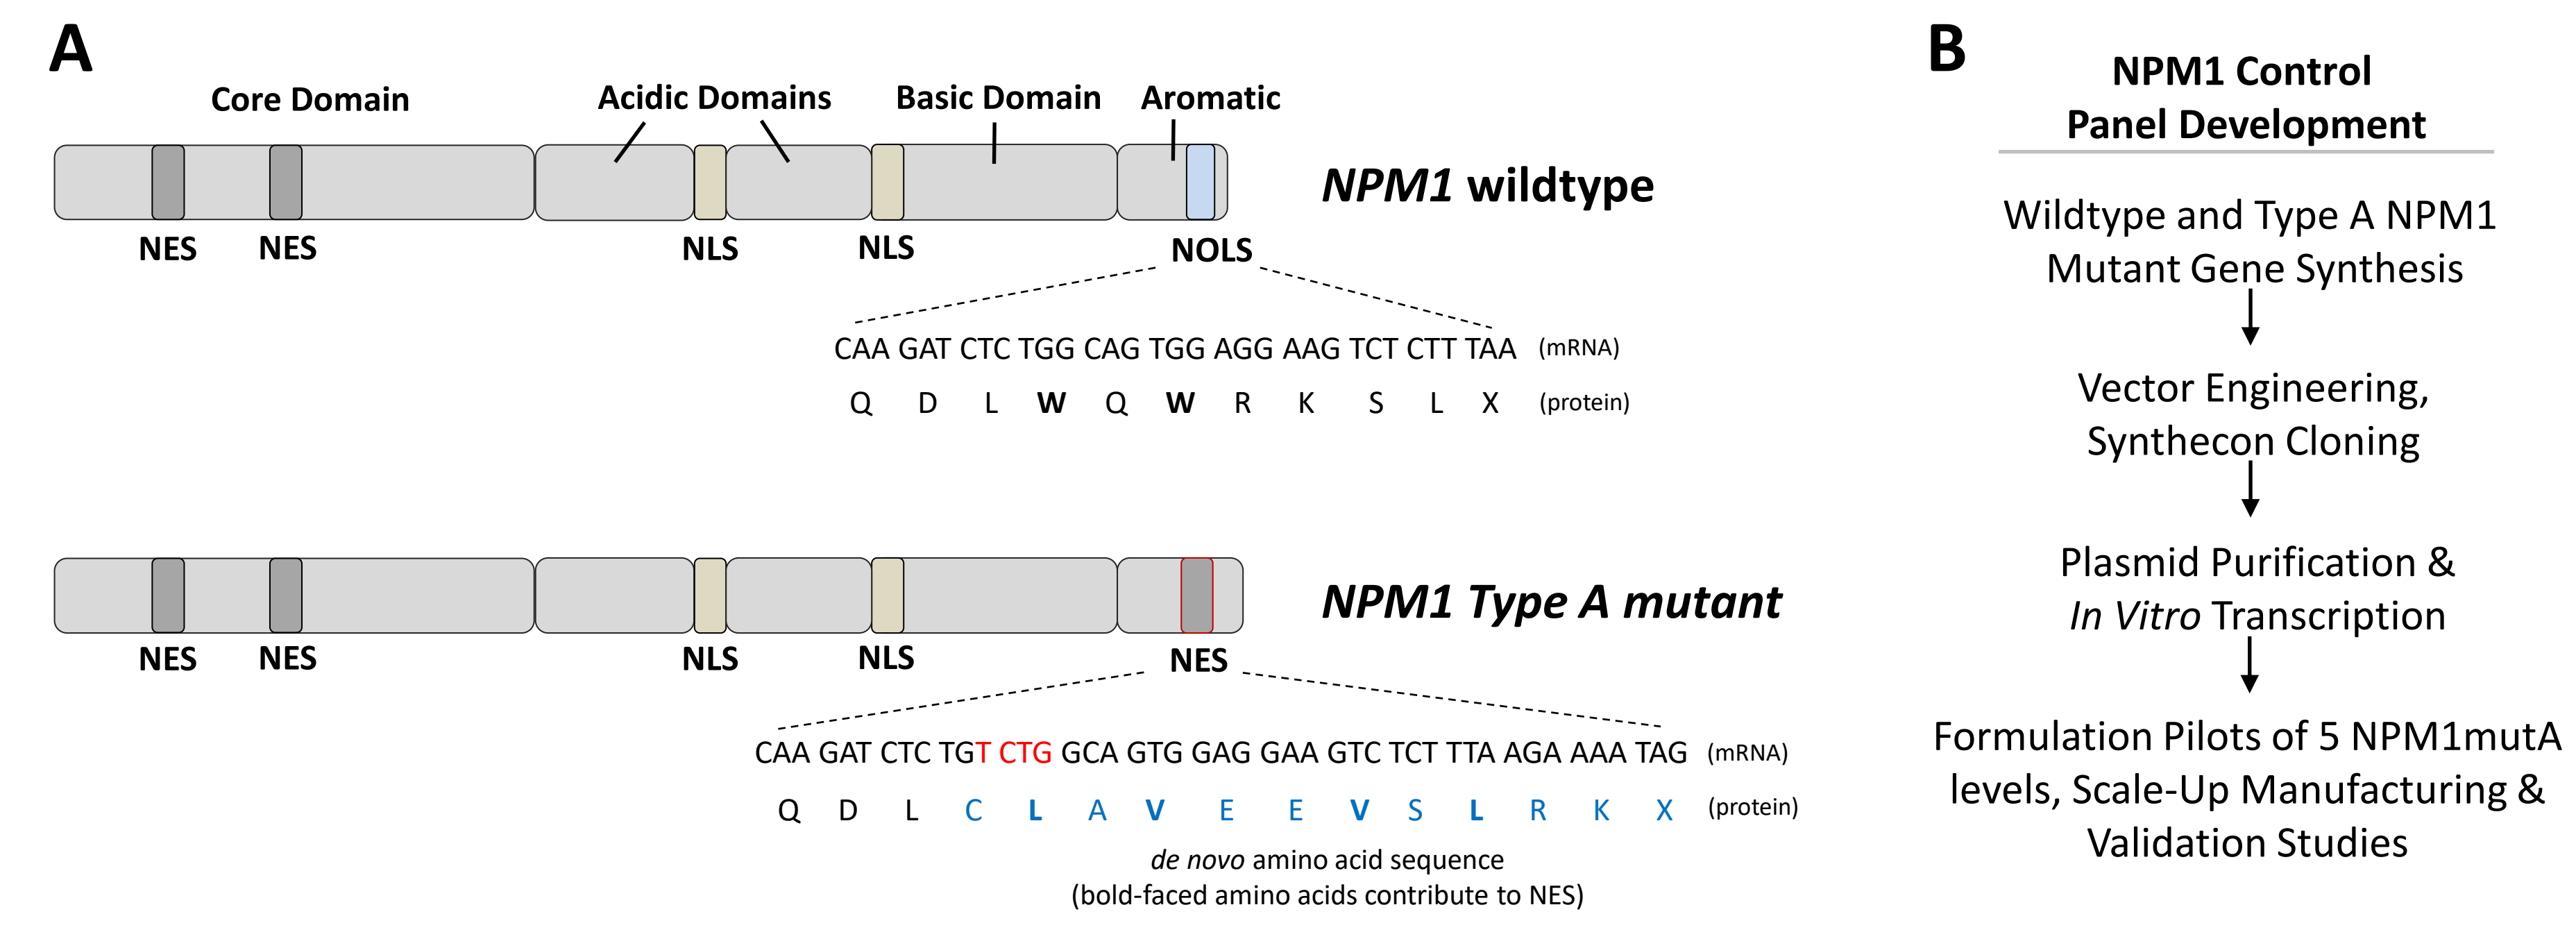 A
Core Domain
Acidic Domains
Basic Domain
Aromatic
NPM1 wildtype
NES
NES
NLS
NLS
NOLS
CAA GAT CTC TGG CAG TGG AGG AAG TCT CTT TAA (mRNA)
Q D L W Q W R K S L X (protein)
NPM1 Type A mutant
NES
NES
NLS
NLS
NES
CAA GAT CTC TGT CTG GCA GTG GAG GAA GTC TCT TTA AGA AAA TAG (mRNA)
Q D L C L A V E E V S L R K X (protein)
de novo amino acid sequence
(bold-faced amino acids contribute to NES)
B
NPM1 Control
Panel Development
Wildtype and Type A NPM1
Mutant Gene Synthesis
Vector Engineering,
Synthecon Cloning
Plasmid Purification &
In Vitro Transcription
Formulation Pilots of 5 NPM1mutA
levels, Scale-Up Manufacturing &
Validation Studies